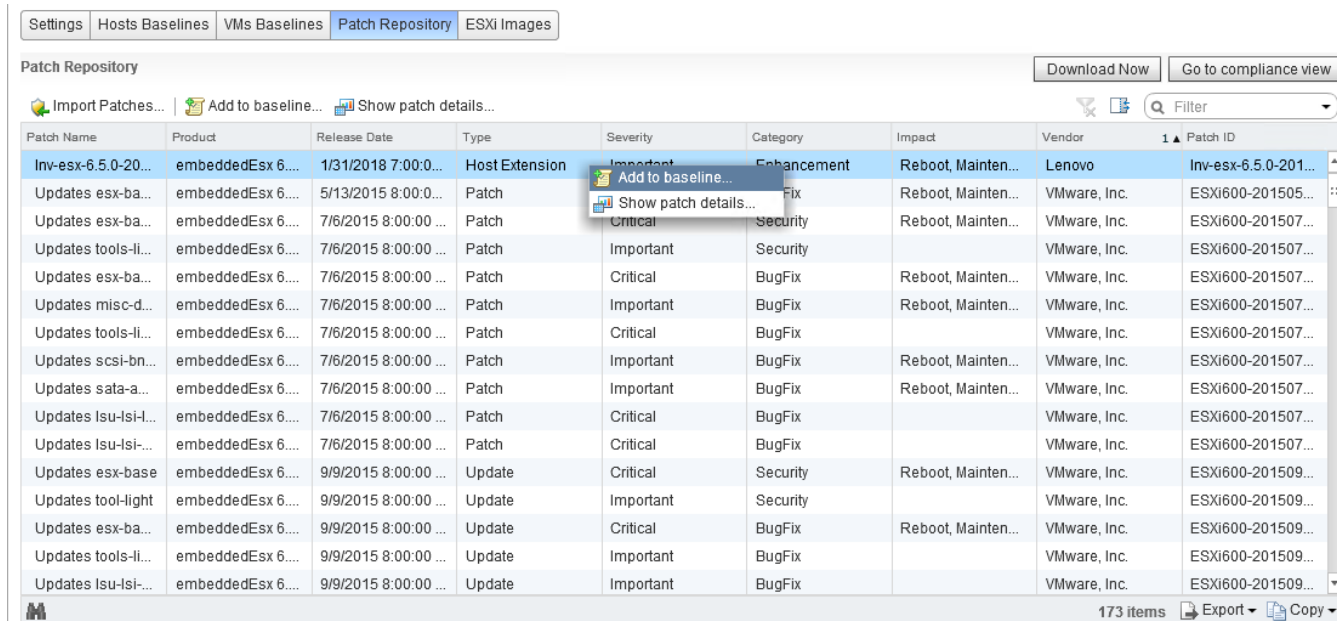 Settings Hosts Baselines VMs Baselines Patch Repository ESXi Images
Patch Repository Download Now Go to compliance view
Import Patches... Add to baseline... Show patch details... Filter
Patch Name Product Release Date Type Severity Category Impact Vendor 1 ▲ Patch ID
Inv-esx-6.5.0-20... embeddedEsx 6.... 1/31/2018 7:00:0... Host Extension Important Enhancement Reboot, Mainten... Lenovo Inv-esx-6.5.0-201...
Add to baseline...
Updates esx-ba... embeddedEsx 6.... 5/13/2015 8:00:0... Patch Fix Reboot, Mainten... VMware, Inc. ESXi600-201505...
Show patch details...
Updates esx-ba... embeddedEsx 6.... 7/6/2015 8:00:00 ... Patch Critical Security Reboot, Mainten... VMware, Inc. ESXi600-201507...
Updates tools-li... embeddedEsx 6.... 7/6/2015 8:00:00 ... Patch Important Security VMware, Inc. ESXi600-201507...
Updates esx-ba... embeddedEsx 6.... 7/6/2015 8:00:00 ... Patch Critical BugFix Reboot, Mainten... VMware, Inc. ESXi600-201507...
Updates misc-d... embeddedEsx 6.... 7/6/2015 8:00:00 ... Patch Important BugFix Reboot, Mainten... VMware, Inc. ESXi600-201507...
Updates tools-li... embeddedEsx 6.... 7/6/2015 8:00:00 ... Patch Critical BugFix VMware, Inc. ESXi600-201507...
Updates scsi-bn... embeddedEsx 6.... 7/6/2015 8:00:00 ... Patch Important BugFix Reboot, Mainten... VMware, Inc. ESXi600-201507...
Updates sata-a... embeddedEsx 6.... 7/6/2015 8:00:00 ... Patch Important BugFix Reboot, Mainten... VMware, Inc. ESXi600-201507...
Updates lsu-lsi-l... embeddedEsx 6.... 7/6/2015 8:00:00 ... Patch Critical BugFix VMware, Inc. ESXi600-201507...
Updates lsu-lsi-... embeddedEsx 6.... 7/6/2015 8:00:00 ... Patch Critical BugFix VMware, Inc. ESXi600-201507...
Updates esx-base embeddedEsx 6.... 9/9/2015 8:00:00 ... Update Critical Security Reboot, Mainten... VMware, Inc. ESXi600-201509...
Updates tool-light embeddedEsx 6.... 9/9/2015 8:00:00 ... Update Important Security VMware, Inc. ESXi600-201509...
Updates esx-ba... embeddedEsx 6.... 9/9/2015 8:00:00 ... Update Critical BugFix Reboot, Mainten... VMware, Inc. ESXi600-201509...
Updates tools-li... embeddedEsx 6.... 9/9/2015 8:00:00 ... Update Important BugFix VMware, Inc. ESXi600-201509...
Updates lsu-lsi-... embeddedEsx 6.... 9/9/2015 8:00:00 ... Update Important BugFix VMware, Inc. ESXi600-201509...
173 items Export Copy